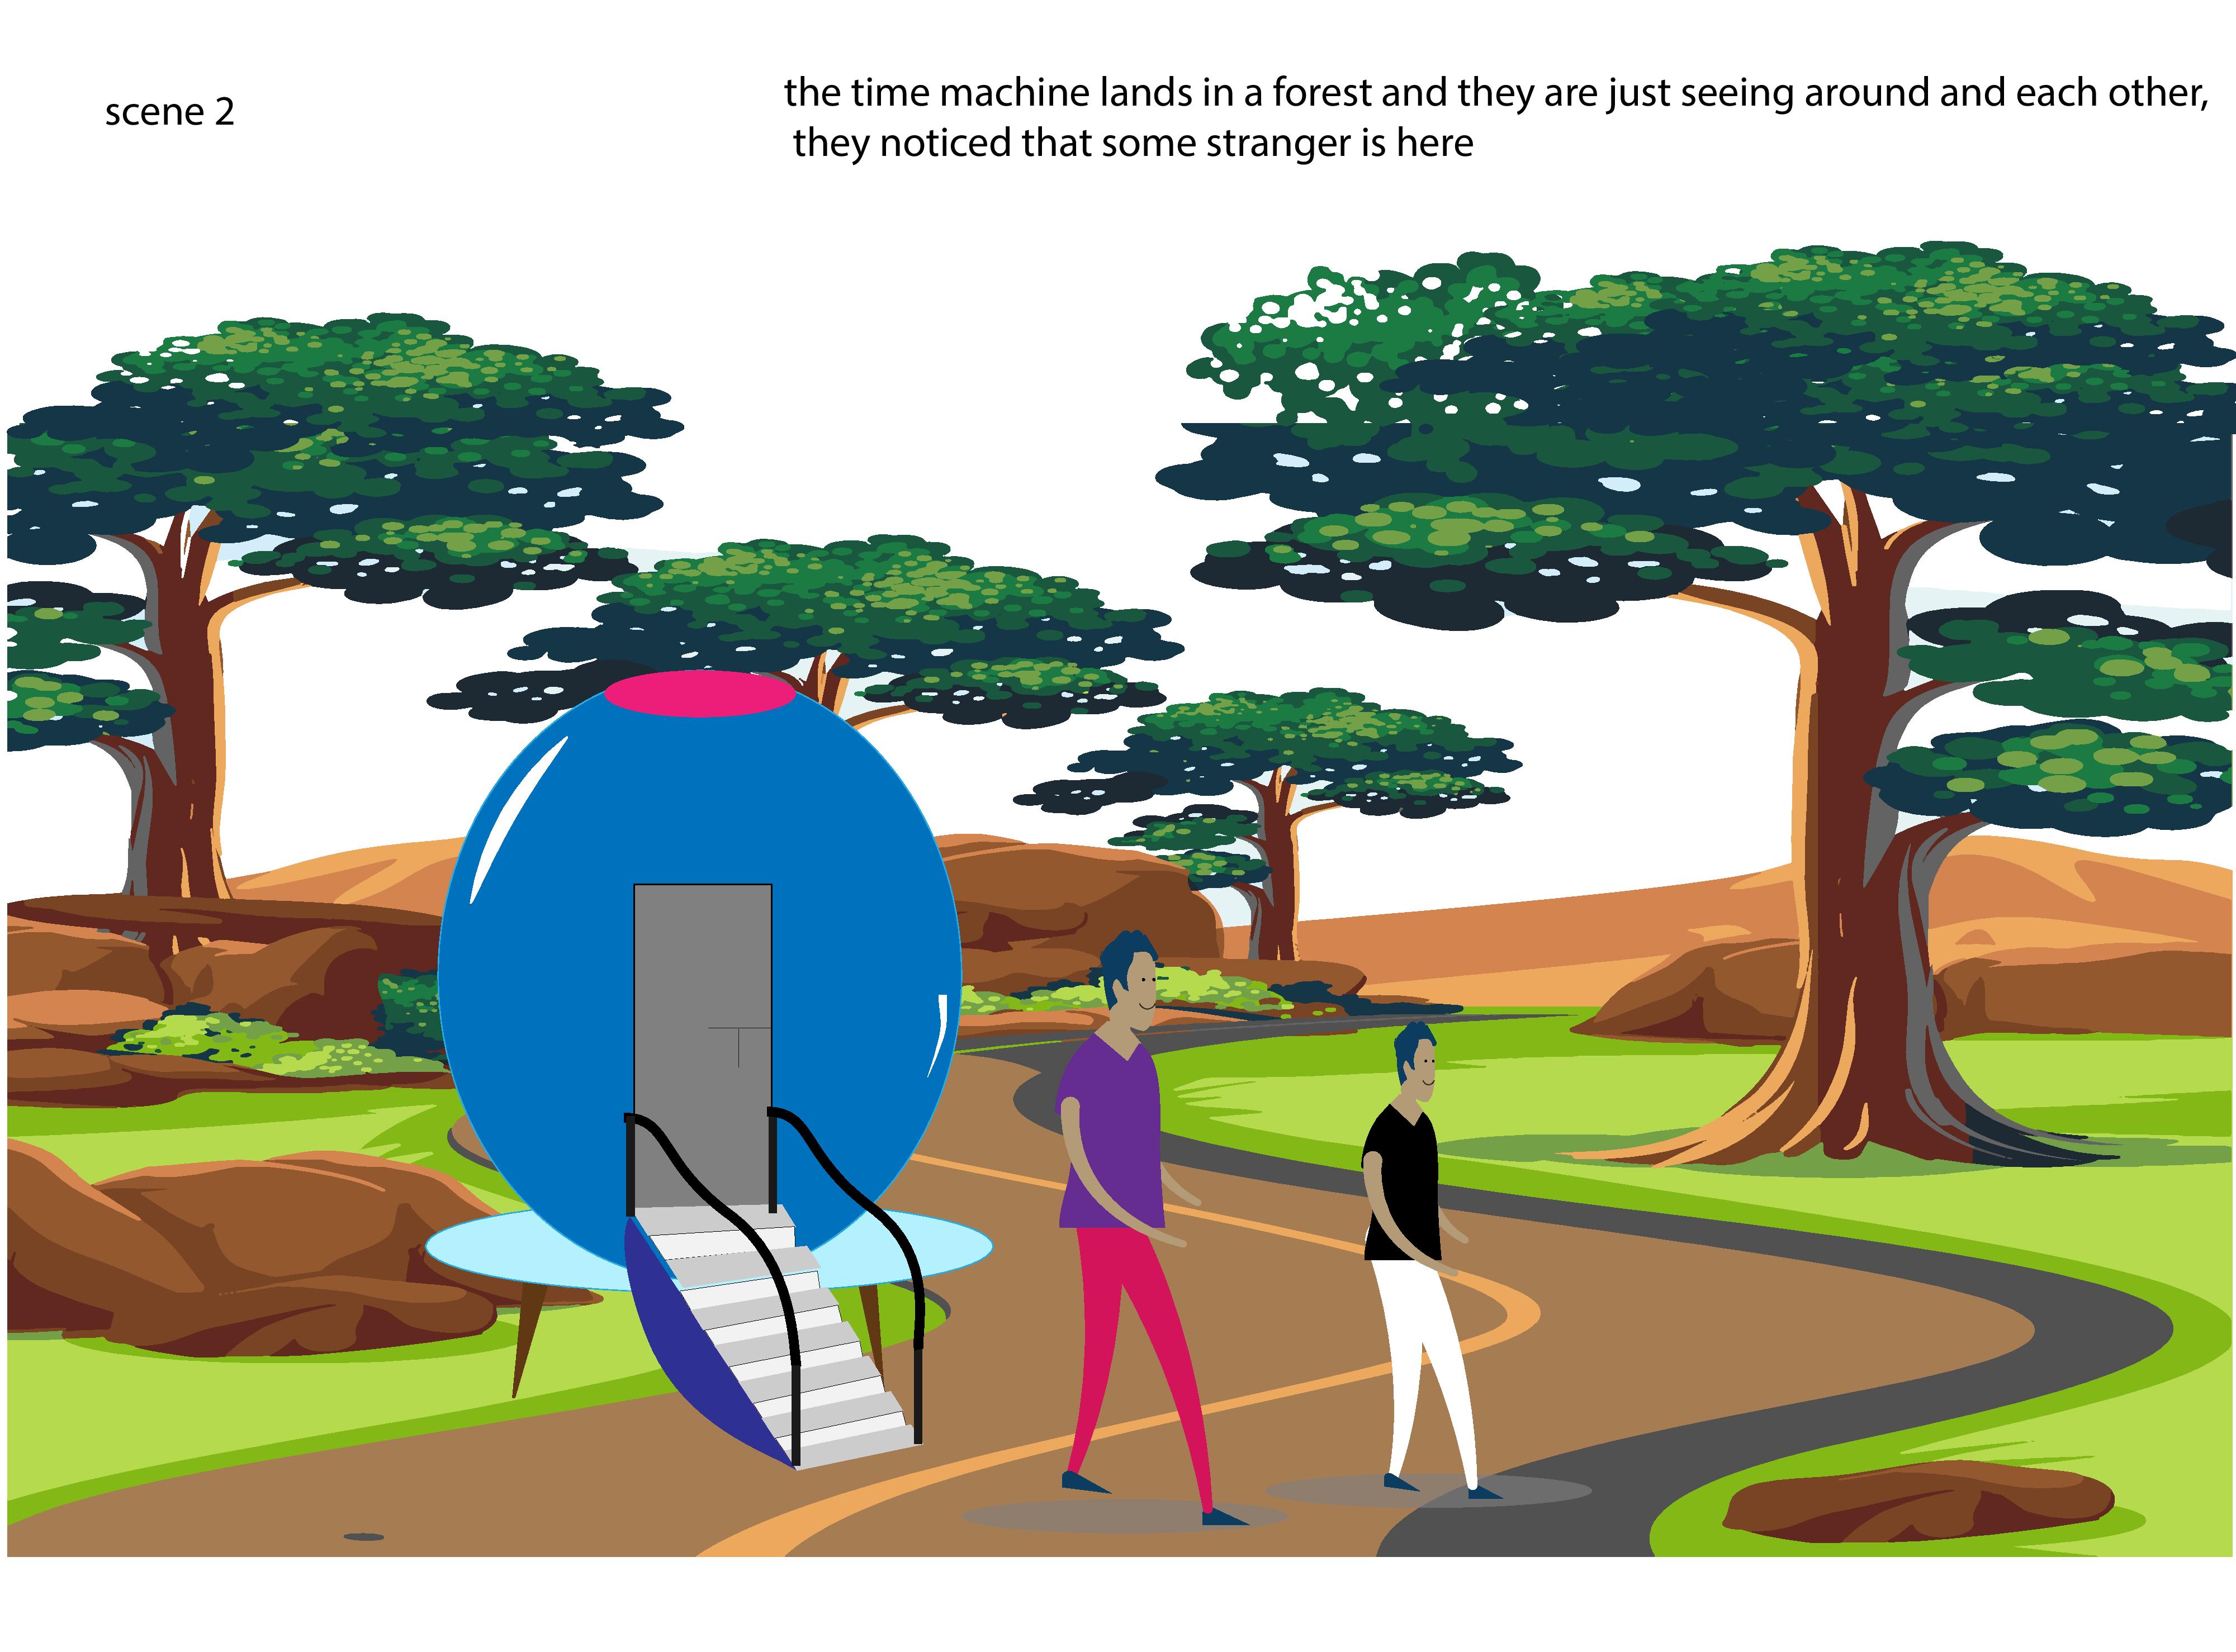 scene 2
the time machine lands in a forest and they are just seeing around and each other,
they noticed that some stranger is here